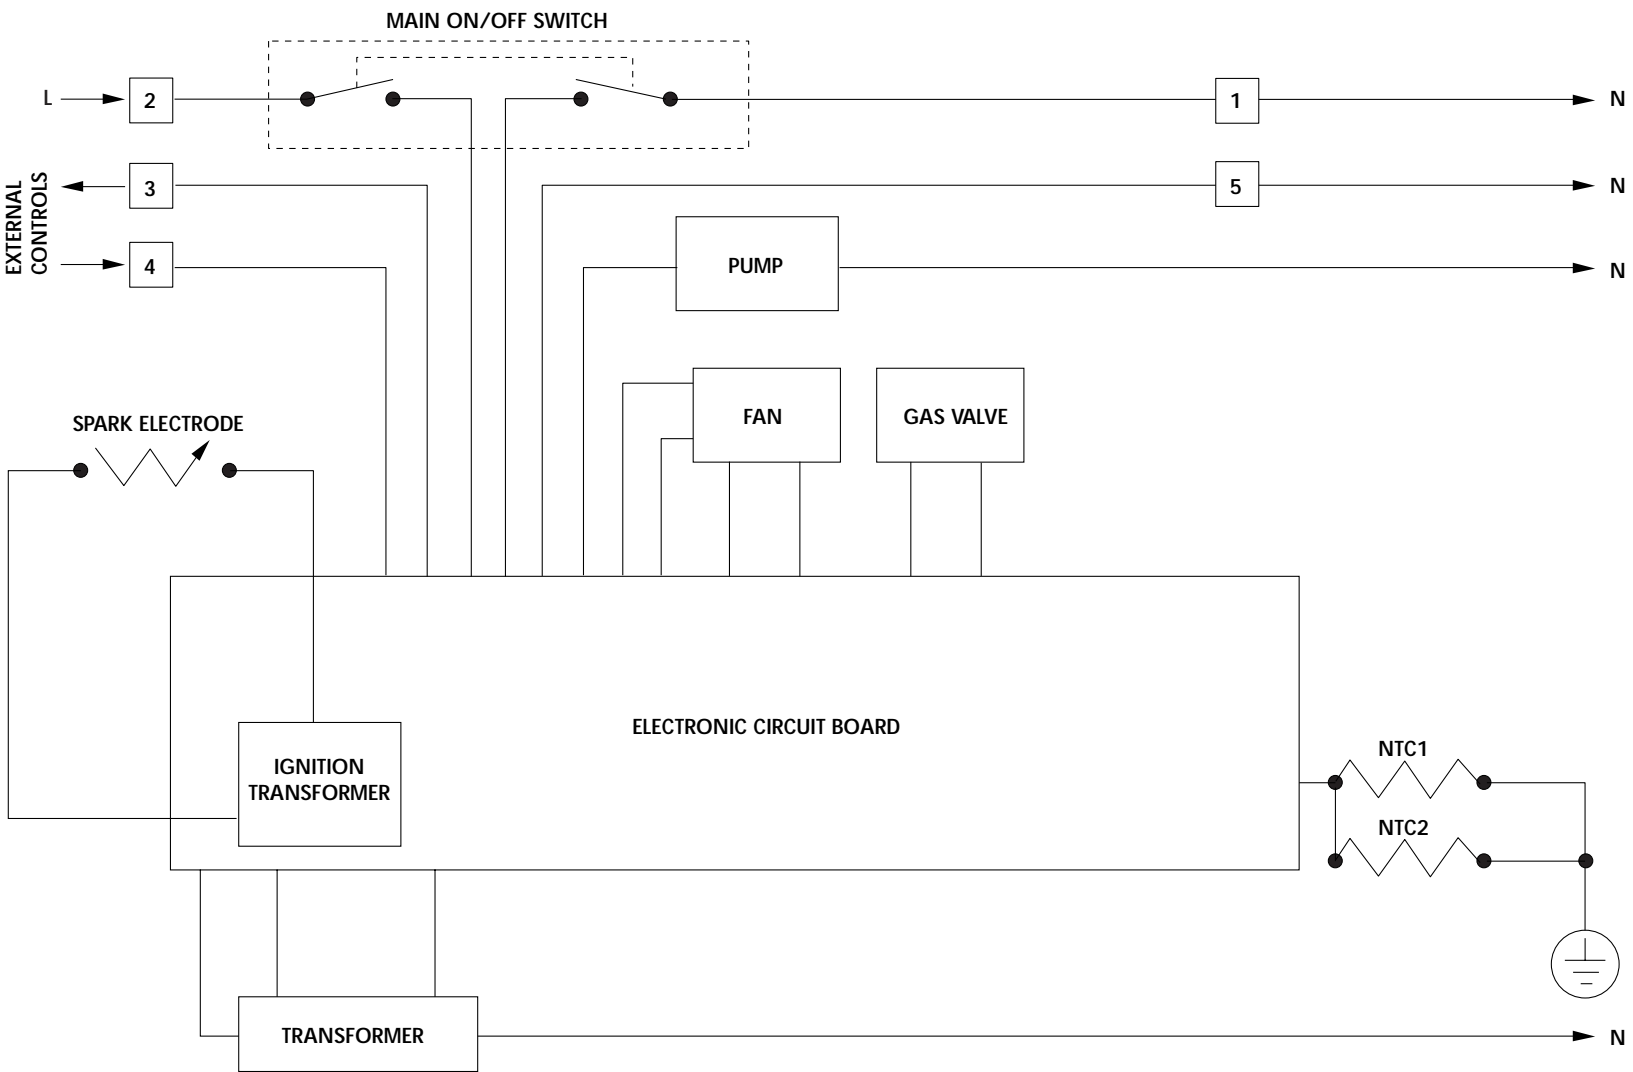 MAIN ON/OFF SWITCH
L
2
1
N
EXTERNAL
CONTROLS
3
5
N
4
PUMP
N
FAN
GAS VALVE
SPARK ELECTRODE
ELECTRONIC CIRCUIT BOARD
IGNITION
TRANSFORMER
NTC1
NTC2
TRANSFORMER
N